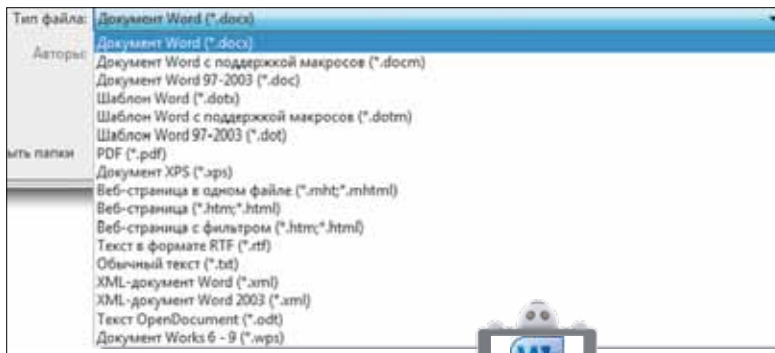 Тип файла: Документ Word (*.docx)
Авторы:
Документ Word (*.docx)
Документ Word с поддержкой макросов (*.docm)
Документ Word 97-2003 (*.doc)
Шаблон Word (*.dotx)
Шаблон Word с поддержкой макросов (*.dotm)
Шаблон Word 97-2003 (*.dot)
ыть папки
PDF (*.pdf)
Документ XPS (*.xps)
Веб-страница в одном файле (*.mht;*.mhtml)
Веб-страница (*.htm;*.html)
Веб-страница с фильтром (*.htm;*.html)
Текст в формате RTF (*.rtf)
Обычный текст (*.txt)
XML-документ Word (*.xml)
XML-документ Word 2003 (*.xml)
Текст OpenDocument (*.odt)
Документ Works 6 - 9 (*.wps)
W